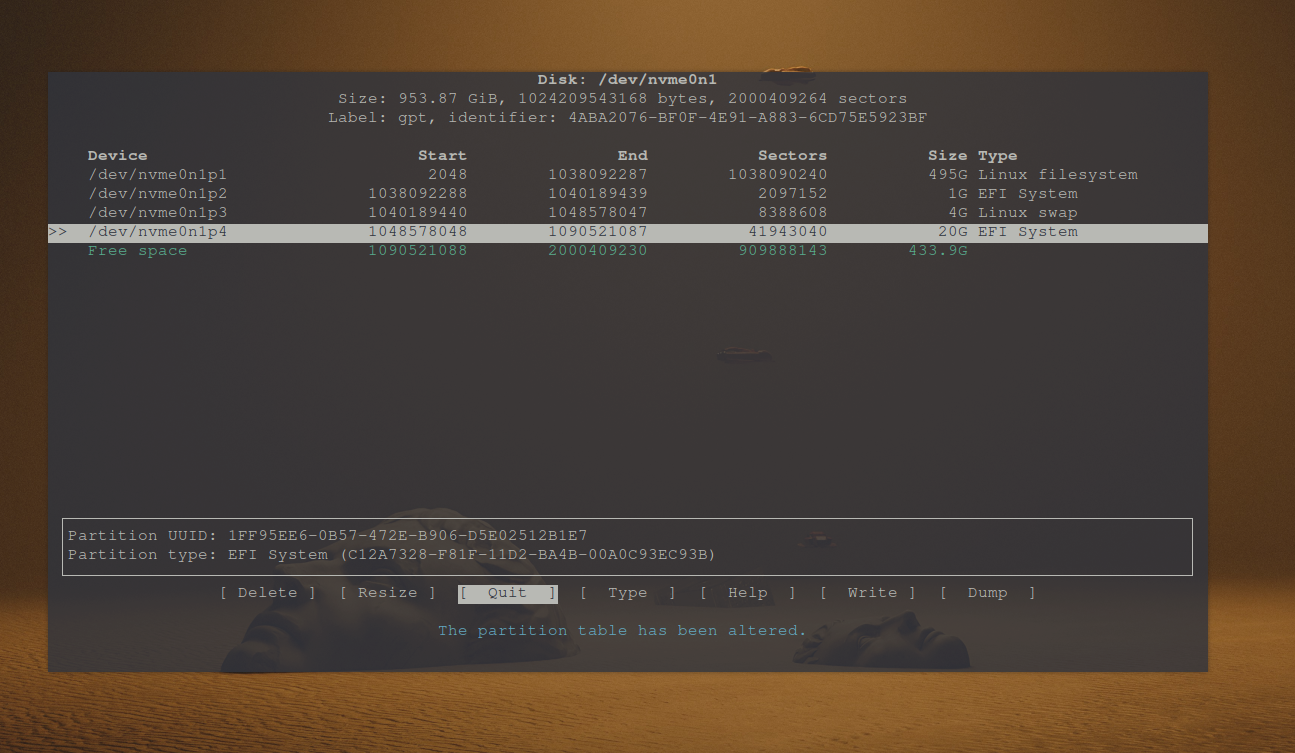 Disk: /dev/nvme0n1
Size: 953.87 GiB, 1024209543168 bytes, 2000409264 sectors
Label: gpt, identifier: 4ABA2076-BF0F-4E91-A883-6CD75E5923BF
Device Start End Sectors Size Type
/dev/nvme0n1p1 2048 1038092287 1038090240 495G Linux filesystem
/dev/nvme0n1p2 1038092288 1040189439 2097152 1G EFI System
/dev/nvme0n1p3 1040189440 1048578047 8388608 4G Linux swap
>> /dev/nvme0n1p4 1048578048 1090521087 41943040 20G EFI System
Free space 1090521088 2000409230 909888143 433.9G
Partition UUID: 1FF95EE6-0B57-472E-B906-D5E02512B1E7
Partition type: EFI System (C12A7328-F81F-11D2-BA4B-00A0C93EC93B)
[ Delete ] [ Resize ] [ Quit ] [ Type ] [ Help ] [ Write ] [ Dump ]
The partition table has been altered.